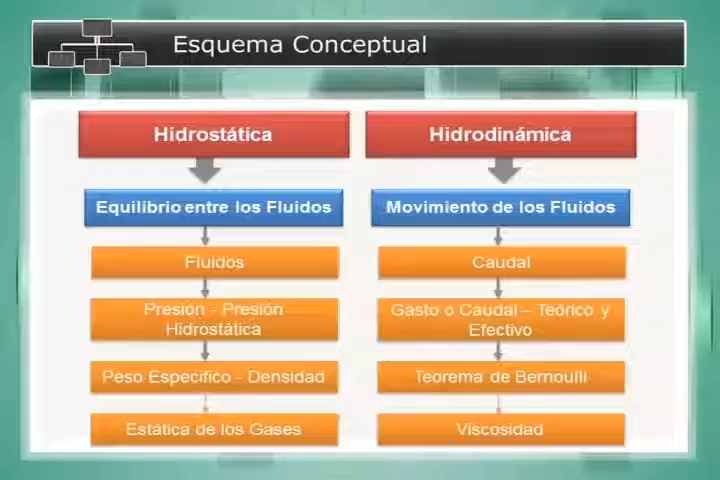 Esquema Conceptual
Hidrostática
Equilibrio entre los Fluidos
Fluidos
Presión - Presión
Hidrostática
Peso Especifico - Densidad
Estática de los Gases
Hidrodinámica
Movimiento de los Fluidos
Caudal
Gasto o Caudal – Teórico y
Efectivo
Teorema de Bernoulli
Viscosidad